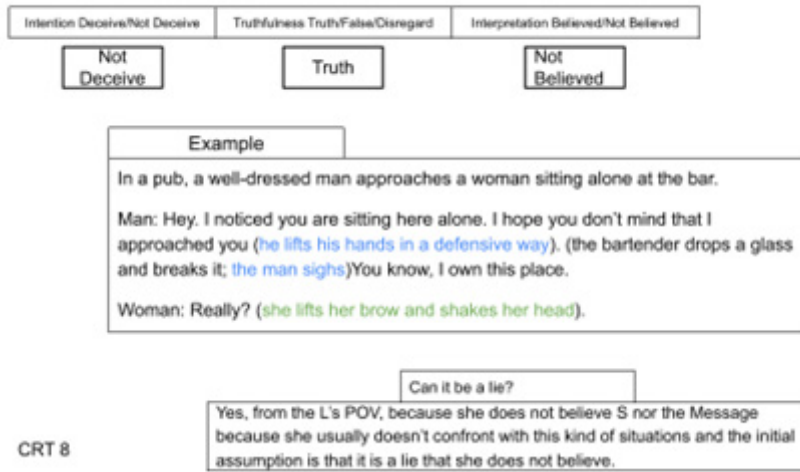 Intention Deceive/Not Deceive Truthfulness Truth/False/Disregard Interpretation Believed/Not Believed
Not Deceive
Truth
Not Believed
Example
In a pub, a well-dressed man approaches a woman sitting alone at the bar.
Man: Hey. I noticed you are sitting here alone. I hope you don't mind that I
approached you (he lifts his hands in a defensive way). (the bartender drops a glass
and breaks it; the man sighs)You know, I own this place.
Woman: Really? (she lifts her brow and shakes her head).
Can it be a lie?
Yes, from the L's POV, because she does not believe S nor the Message
because she usually doesn't confront with this kind of situations and the initial
assumption is that it is a lie that she does not believe.
CRT 8